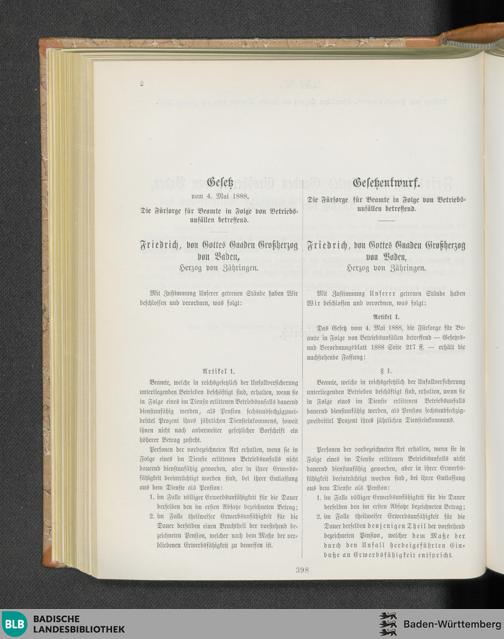 2
Gesetz
vom 4. Mai 1888,
Die Fürsorge für Beamte in Folge von Betriebs-
unfällen betreffend.
Friedrich, von Gottes Gnaden Großherzog
von Baden,
Herzog von Zähringen.
Mit Zustimmung Unserer getreuen Stände haben Wir
beschlossen und verordnen, was folgt:
Artikel 1.
Beamte, welche in reichsgesetzlich der Unfallversicherung
unterliegenden Betrieben beschäftigt sind, erhalten, wenn sie
in Folge eines im Dienste erlittenen Betriebsunfalls dauernd
dienstunfähig werden, als Pension sechsundsechzigzwei-
drittel Prozent ihres jährlichen Diensteinkommens, soweit
ihnen nicht nach anderweiter gesetzlicher Vorschrift ein
höherer Betrag zusteht.
Personen der vorbezeichneten Art erhalten, wenn sie in
Folge eines im Dienste erlittenen Betriebsunfalls nicht
dauernd dienstunfähig geworden, aber in ihrer Erwerbs-
fähigkeit beeinträchtigt worden sind, bei ihrer Entlassung
aus dem Dienste als Pension:
1. im Falle völliger Erwerbsunfähigkeit für die Dauer
derselben den im ersten Absatze bezeichneten Betrag;
2. im Falle theilweiser Erwerbsunfähigkeit für die
Dauer derselben einen Bruchtheil der vorstehend be-
zeichneten Pension, welcher nach dem Maße der ver-
bliebenen Erwerbsfähigkeit zu bemessen ist.
Gesetzentwurf.
Die Fürsorge für Beamte in Folge von Betriebs-
unfällen betreffend.
Friedrich, von Gottes Gnaden Großherzog
von Baden,
Herzog von Zähringen.
Mit Zustimmung Unserer getreuen Stände haben
Wir beschlossen und verordnen, was folgt:
Artikel 1.
Das Gesetz vom 4. Mai 1888, die Fürsorge für Be-
amte in Folge von Betriebsunfällen betreffend — Gesetzes-
und Verordnungsblatt 1888 Seite 217 ff. — erhält die
nachstehende Fassung:
§ 1.
Beamte, welche in reichsgesetzlich der Unfallversicherung
unterliegenden Betrieben beschäftigt sind, erhalten, wenn sie
in Folge eines im Dienste erlittenen Betriebsunfalls
dauernd dienstunfähig werden, als Pension sechsundsechzig-
zweidrittel Prozent ihres jährlichen Diensteinkommens.
Personen der vorbezeichneten Art erhalten, wenn sie in
Folge eines im Dienste erlittenen Betriebsunfalls nicht
dauernd dienstunfähig geworden, aber in ihrer Erwerbs-
fähigkeit beeinträchtigt worden sind, bei ihrer Entlassung
aus dem Dienste als Pension:
1. im Falle völliger Erwerbsunfähigkeit für die Dauer
derselben den im ersten Absatze bezeichneten Betrag;
2. im Falle theilweiser Erwerbsunfähigkeit für die
Dauer derselben denjenigen Theil der vorstehend
bezeichneten Pension, welcher dem Maße der
durch den Unfall herbeigeführten Ein-
buße an Erwerbsfähigkeit entspricht.
398
BLB BADISCHE
LANDESBIBLIOTHEK
Baden-Württemberg